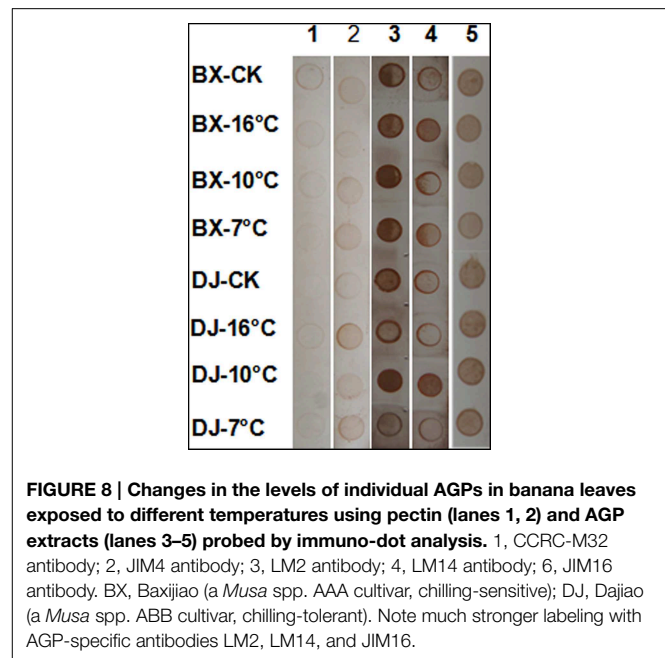 1 2 3 4 5
BX-CK
BX-16°C
BX-10°C
BX-7°C
DJ-CK
DJ-16°C
DJ-10°C
DJ-7°C
FIGURE 8 | Changes in the levels of individual AGPs in banana leaves
exposed to different temperatures using pectin (lanes 1, 2) and AGP
extracts (lanes 3–5) probed by immuno-dot analysis. 1, CCRC-M32
antibody; 2, JIM4 antibody; 3, LM2 antibody; 4, LM14 antibody; 6, JIM16
antibody. BX, Baxijiao (a Musa spp. AAA cultivar, chilling-sensitive); DJ, Dajiao
(a Musa spp. ABB cultivar, chilling-tolerant). Note much stronger labeling with
AGP-specific antibodies LM2, LM14, and JIM16.